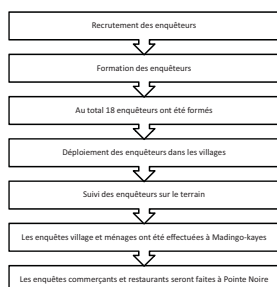 Recrutement des enquêteurs
Formation des enquêteurs
Au total 18 enquêteurs ont été formés
Déploiement des enquêteurs dans les villages
Suivi des enquêteurs sur le terrain
Les enquêtes village et ménages ont été effectuées à Madingo-kayes
Les enquêtes commerçants et restaurants seront faites à Pointe Noire